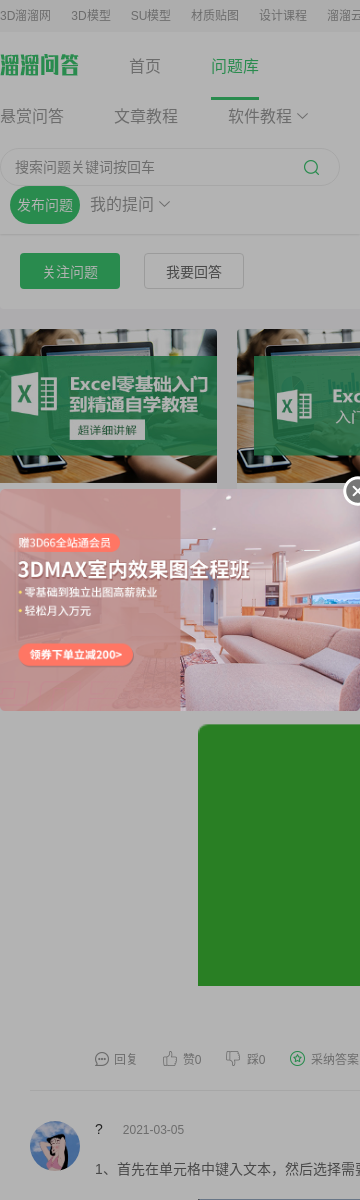 3D溜溜网 3D模型 SU模型 材质贴图 设计课程 溜溜云
溜溜问答 首页 问题库
悬赏问答 文章教程 软件教程
搜索问题关键词按回车
发布问题 我的提问
关注问题 我要回答
Excel零基础入门
到精通自学教程
超详细讲解
Exc
入门
赠3D66全站通会员
3DMAX室内效果图全程班
• 零基础到独立出图高薪就业
• 轻松月入万元
领券下单立减200>
回复 赞0 踩0 采纳答案
? 2021-03-05
1、首先在单元格中键入文本，然后选择需要